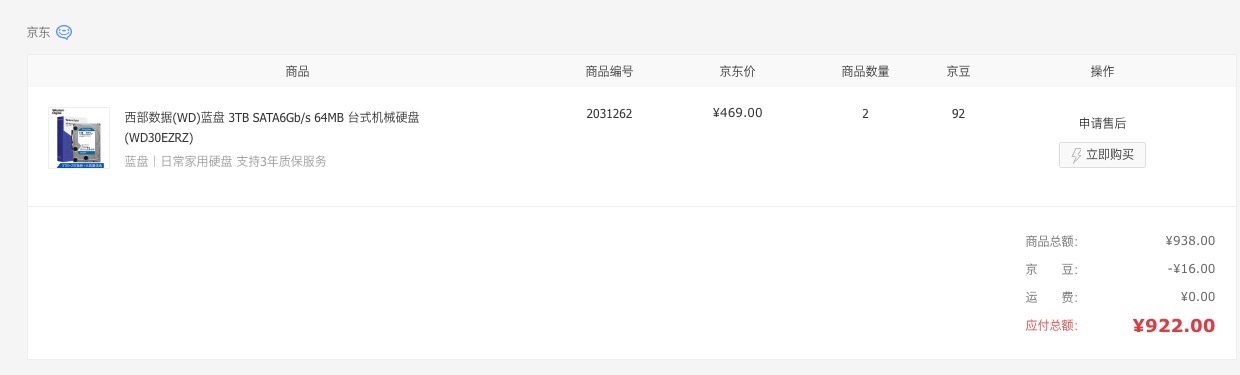 京东
商品 商品编号 京东价 商品数量 京豆 操作
西部数据(WD)蓝盘 3TB SATA6Gb/s 64MB 台式机械硬盘 2031262 ¥469.00 2 92 申请售后
(WD30EZRZ)
蓝盘｜日常家用硬盘 支持3年质保服务 立即购买
商品总额: ¥938.00
京 豆: -¥16.00
运 费: ¥0.00
应付总额: ¥922.00